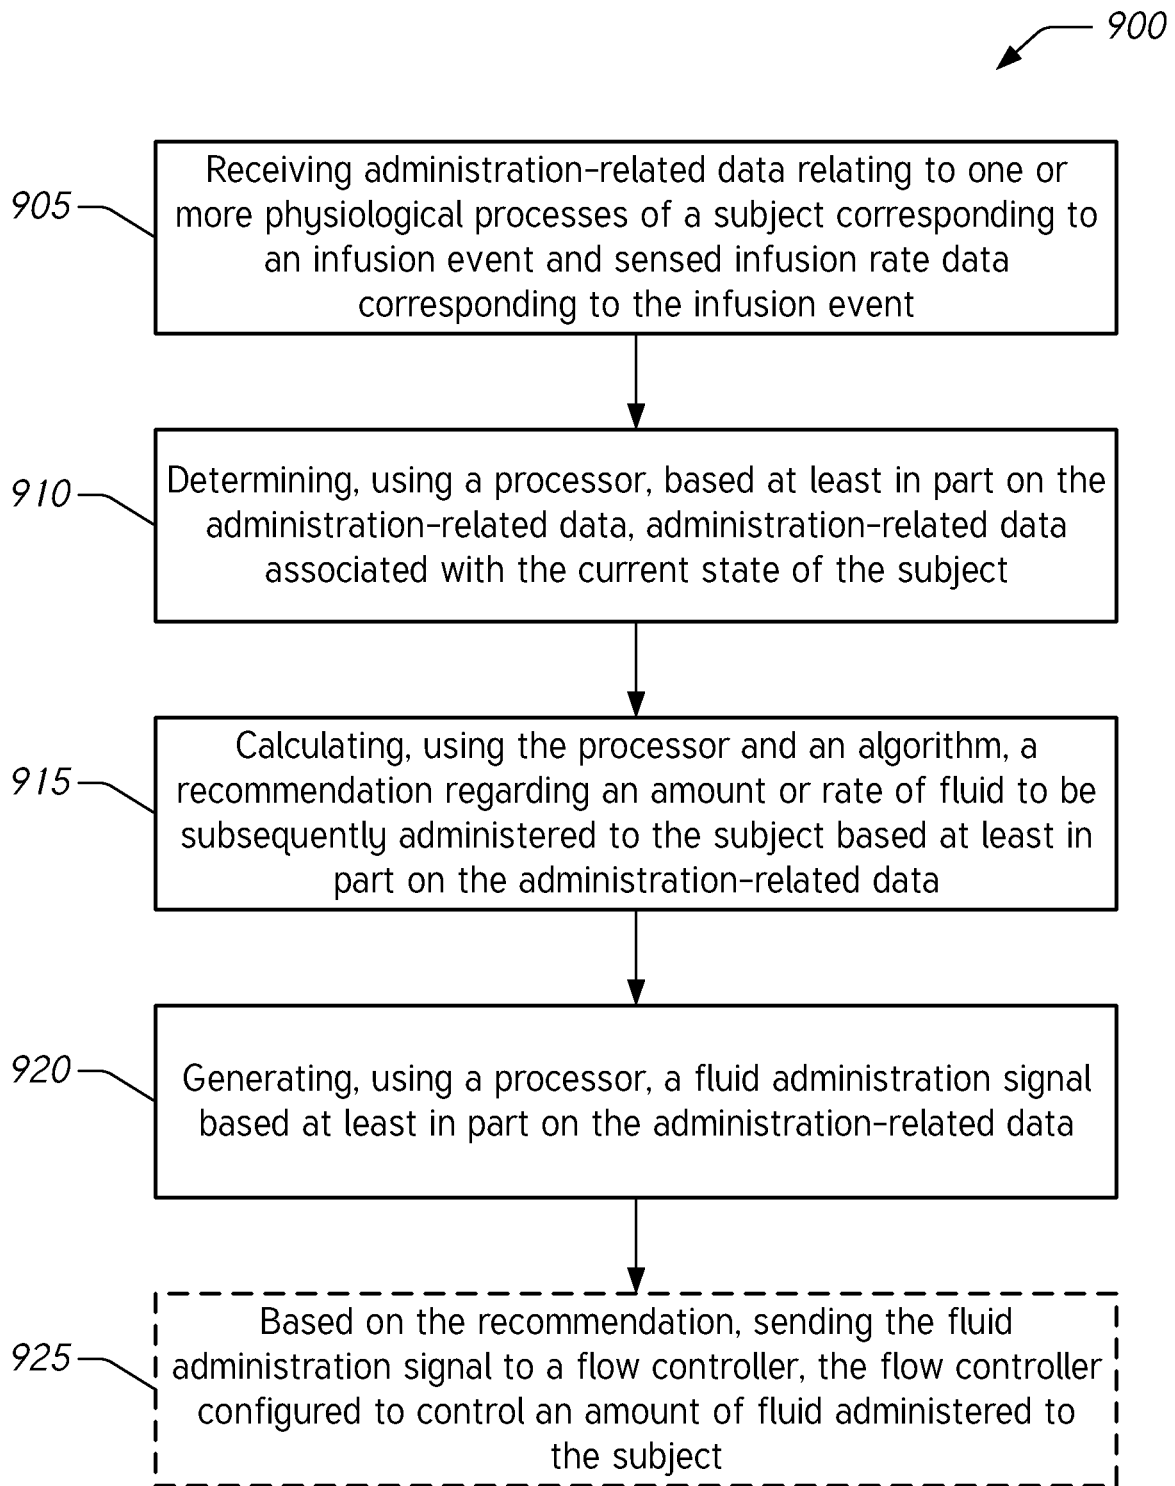 900
905
Receiving administration-related data relating to one or
more physiological processes of a subject corresponding to
an infusion event and sensed infusion rate data
corresponding to the infusion event
910
Determining, using a processor, based at least in part on the
administration-related data, administration-related data
associated with the current state of the subject
915
Calculating, using the processor and an algorithm, a
recommendation regarding an amount or rate of fluid to be
subsequently administered to the subject based at least in
part on the administration-related data
920
Generating, using a processor, a fluid administration signal
based at least in part on the administration-related data
925
Based on the recommendation, sending the fluid
administration signal to a flow controller, the flow controller
configured to control an amount of fluid administered to
the subject